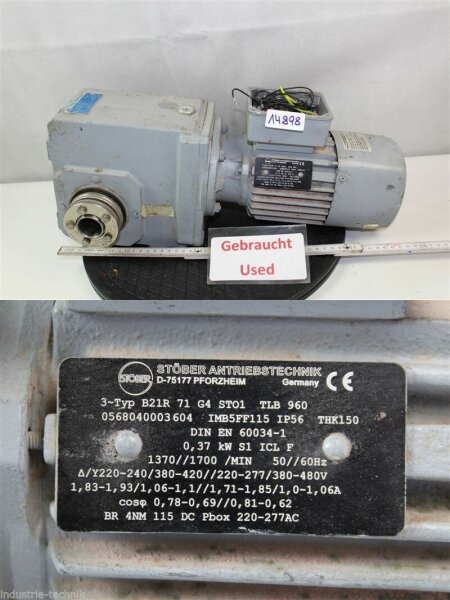 14898
Gebraucht
Used
STÖBER
STÖBER ANTRIEBSTECHNIK
D-75177 PFORZHEIM Germany CE
3~Typ B21R 71 G4 STO1 TLB 960
0568040003604 IMB5FF115 IP56 THK150
DIN EN 60034-1
0,37 kW S1 ICL F
1370//1700 /MIN 50//60Hz
Δ/Y220-240/380-420//220-277/380-480V
1,83-1,93/1,06-1,1//1,71-1,85/1,0-1,06A
cosφ 0,78-0,69//0,81-0,62
BR 4NM 115 DC Pbox 220-277AC
industrie-technik